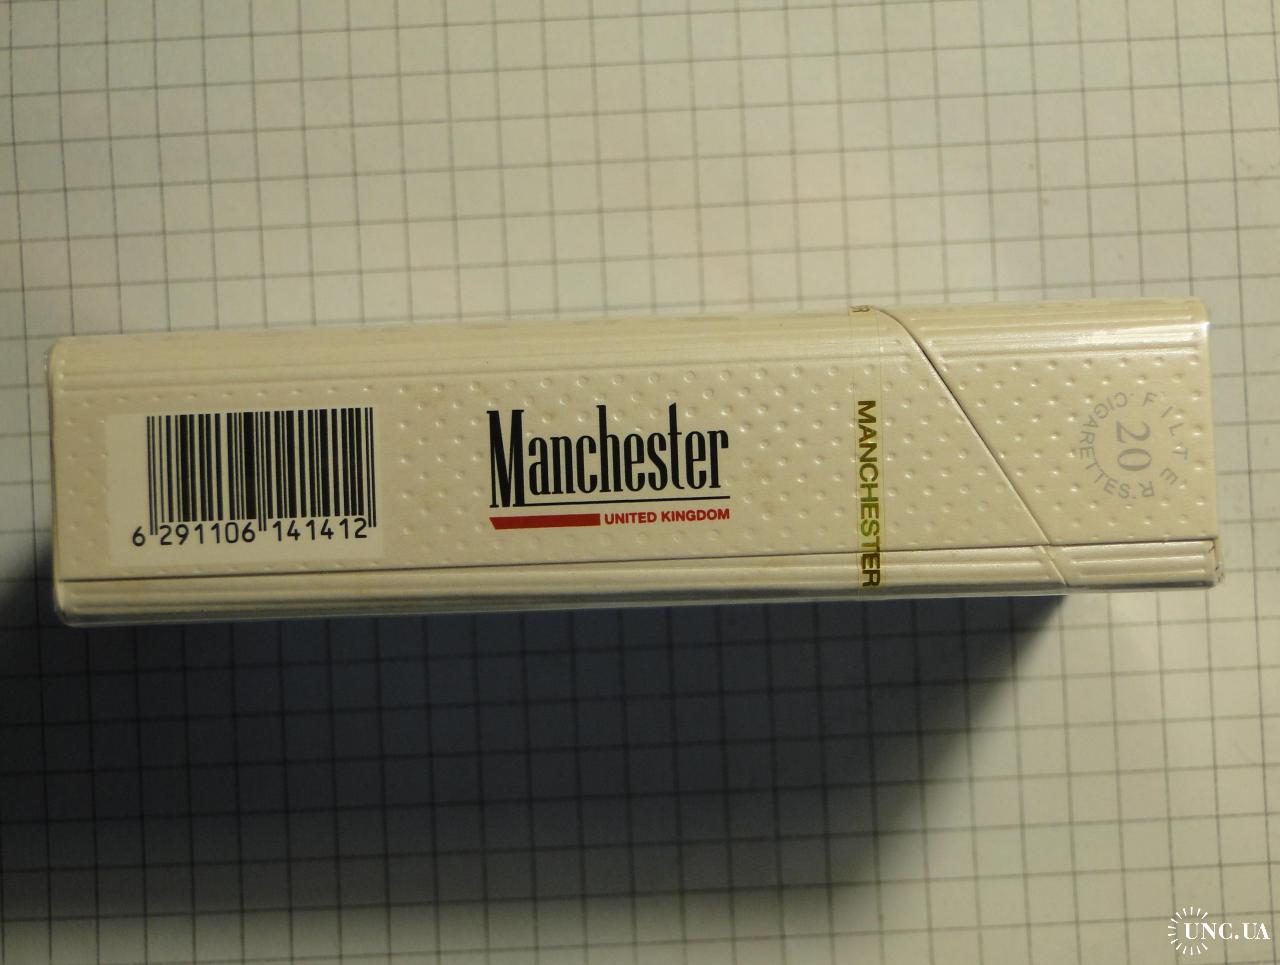 6 291106 141412
Manchester
UNITED KINGDOM
MANCHESTER
R
FILTER
20
CIGARETTES
UNC.UA